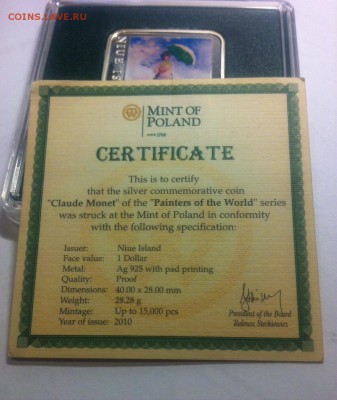 COINS.LAVE.RU
NIUE IS
MINT OF
POLAND
CERTIFICATE
This is to certify
that the silver commemorative coin
"Claude Monet" of the "Painters of the World" series
was struck at the Mint of Poland in conformity
with the following specification:
Issuer: Niue Island
Face value: 1 Dollar
Metal: Ag 925 with pad printing
Quality: Proof
Dimensions: 40.00 x 28.00 mm
Weight: 28.28 g
Mintage: Up to 15,000 pcs
Year of issue: 2010
President of the Board
Tadeusz Steckiewicz